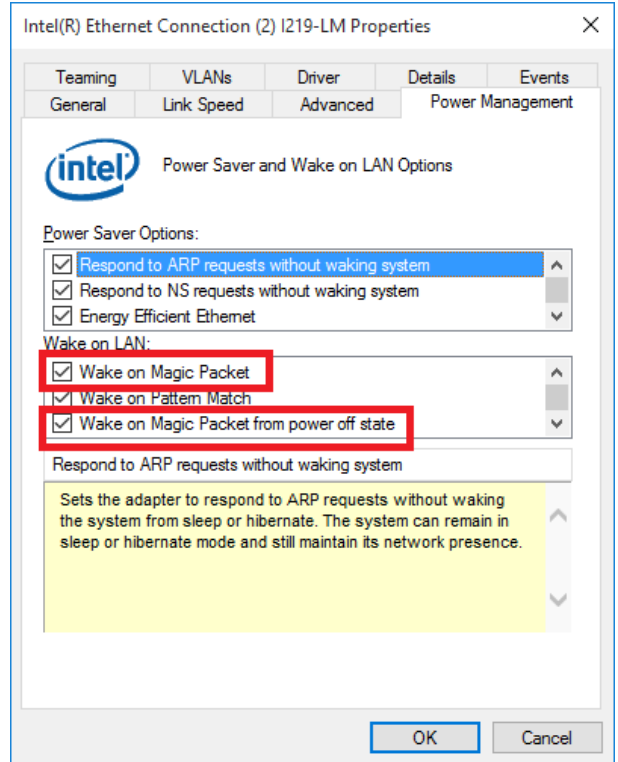 Intel(R) Ethernet Connection (2) I219-LM Properties
Teaming VLANs Driver Details Events
General Link Speed Advanced Power Management
intel Power Saver and Wake on LAN Options
Power Saver Options:
Respond to ARP requests without waking system
Respond to NS requests without waking system
Energy Efficient Ethernet
Wake on LAN:
Wake on Magic Packet
Wake on Pattern Match
Wake on Magic Packet from power off state
Respond to ARP requests without waking system
Sets the adapter to respond to ARP requests without waking
the system from sleep or hibernate. The system can remain in
sleep or hibernate mode and still maintain its network presence.
OK Cancel